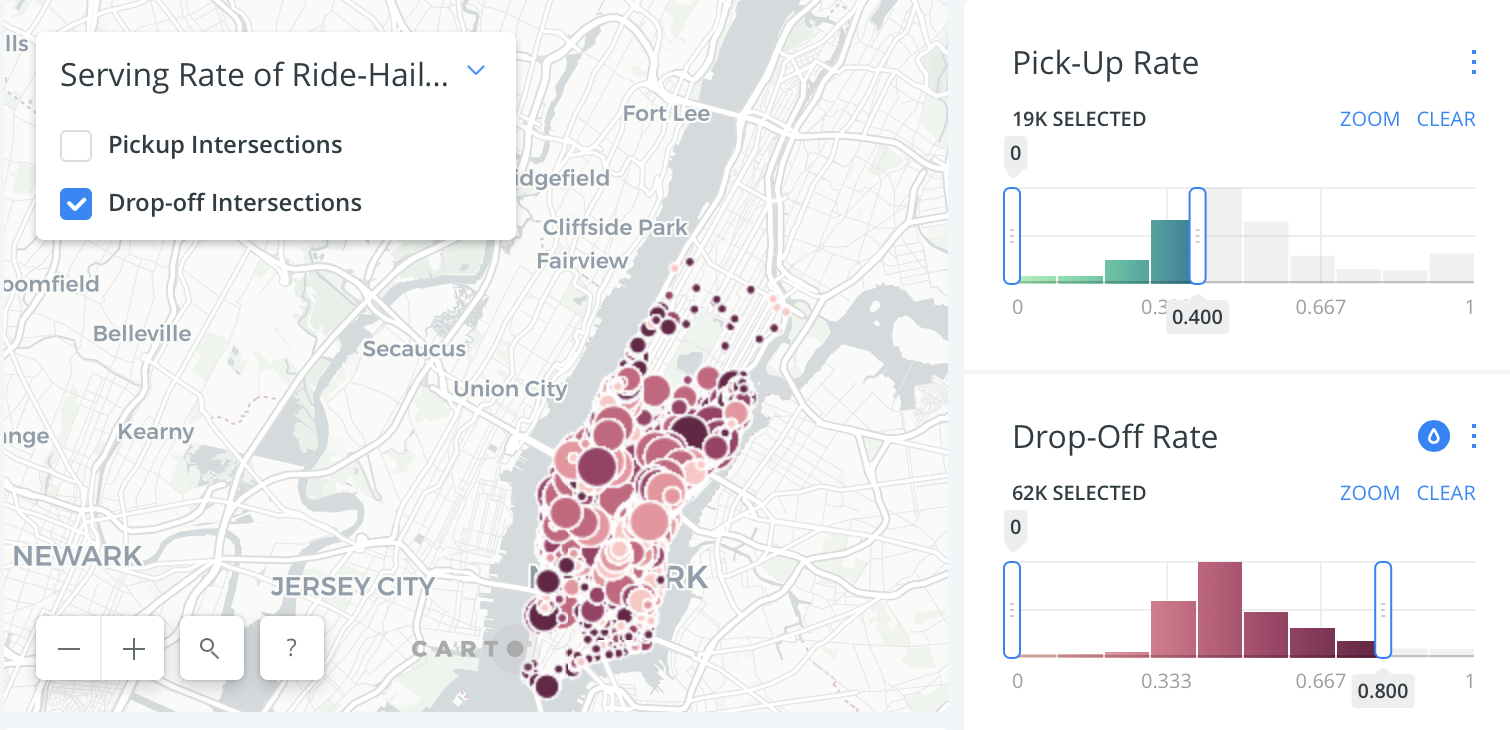 lls
Serving Rate of Ride-Hail...
Pickup Intersections
Drop-off Intersections
Fort Lee
idgefield
Cliffside Park
Fairview
oomfield
Belleville
Secaucus
Union City
ange
Kearny
NEWARK
JERSEY CITY
RK
CART
?
Pick-Up Rate
19K SELECTED
ZOOM CLEAR
0
0 0.3 0.667 1
0.400
Drop-Off Rate
62K SELECTED
ZOOM CLEAR
0
0 0.333 0.667 1
0.800